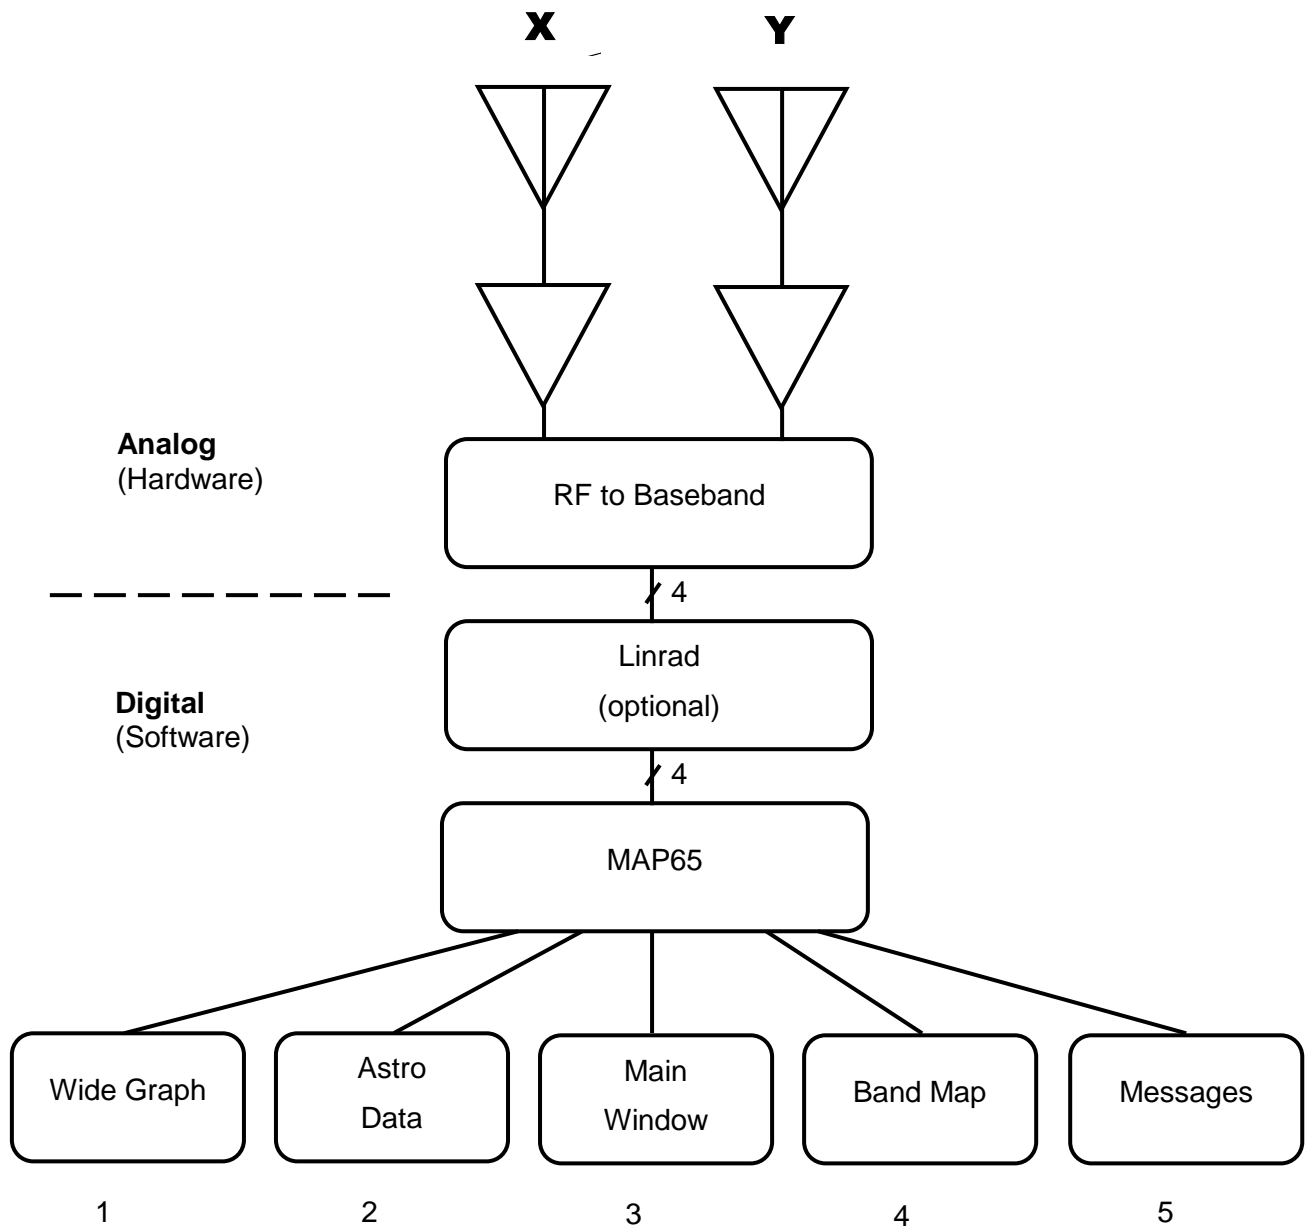 X Y
Analog
(Hardware)
RF to Baseband
4
Linrad
(optional)
Digital
(Software)
4
MAP65
Wide Graph
Astro
Data
Main
Window
Band Map
Messages
1 2 3 4 5